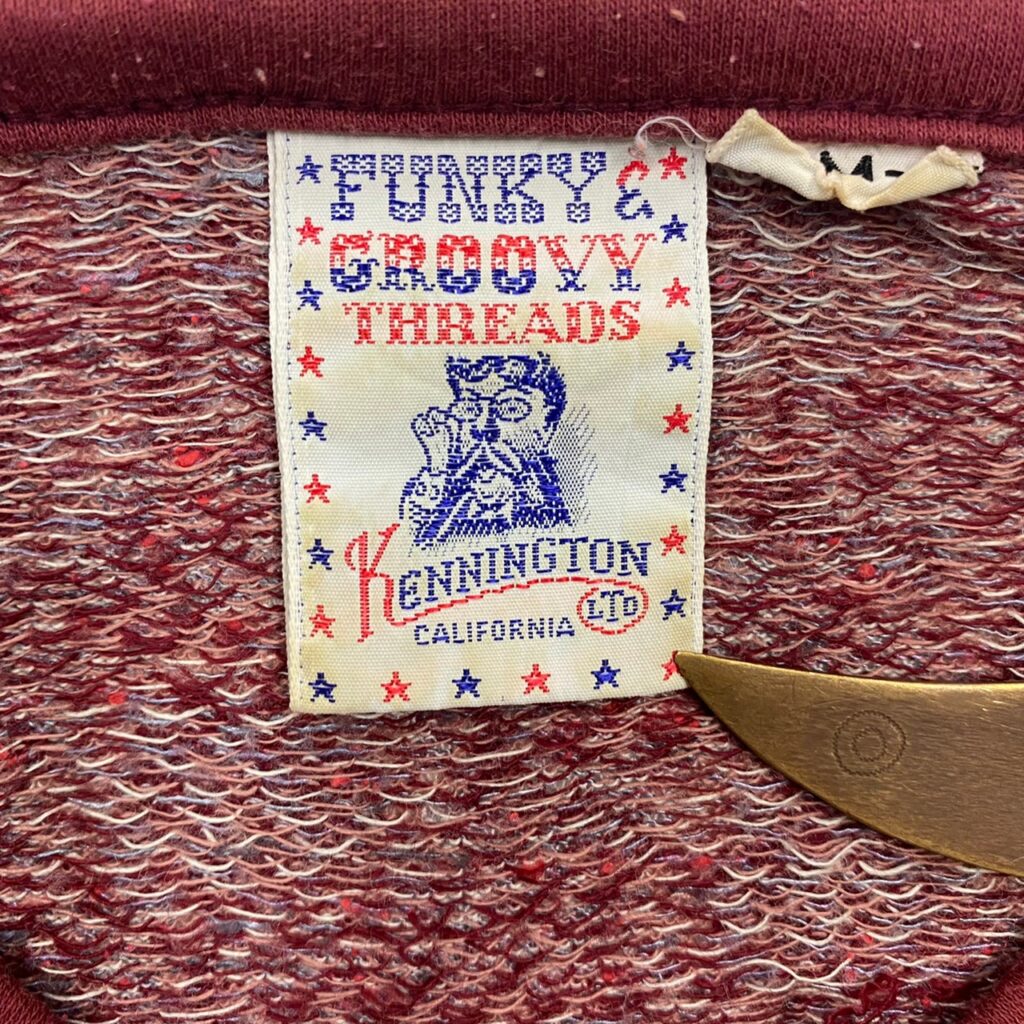 FUNKY &
GROOVY
THREADS
KENNINGTON
LTD
CALIFORNIA
M